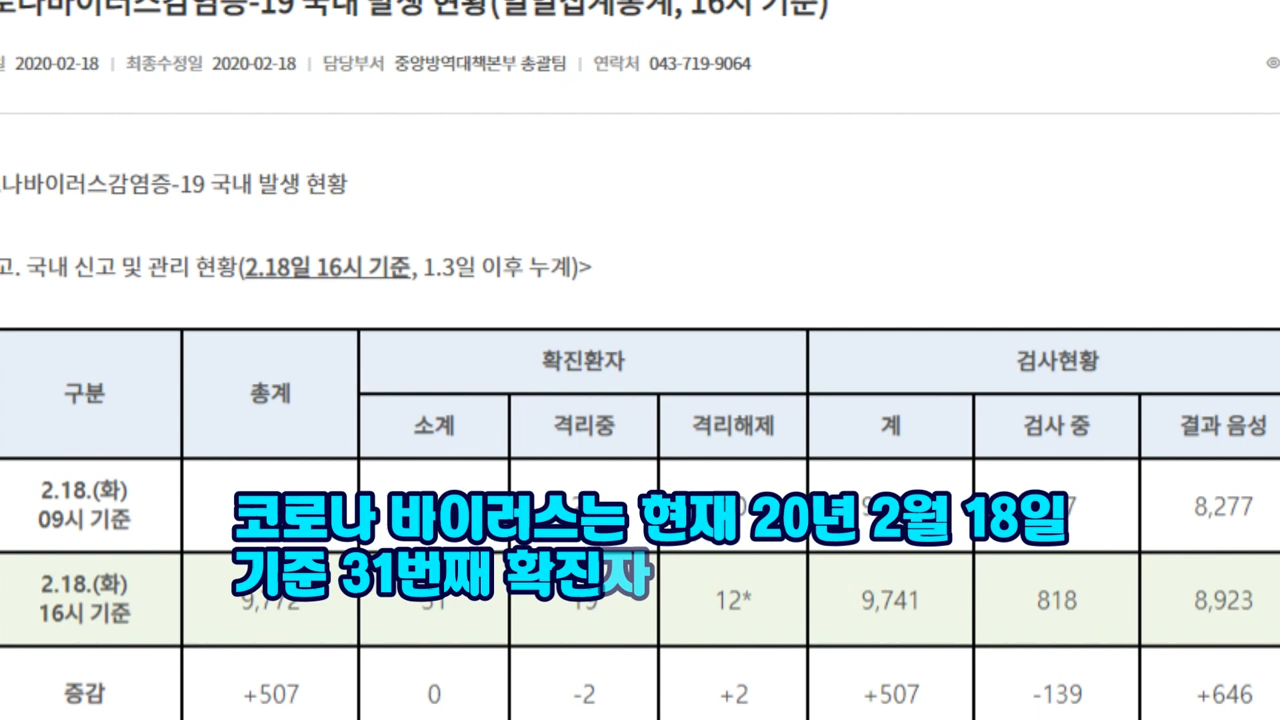 로나바이러스감염증-19 국내 발생 현황(일일집계통계, 16시 기준)
2020-02-18 | 최종수정일 2020-02-18 | 담당부서 중앙방역대책본부 총괄팀 | 연락처 043-719-9064
나바이러스감염증-19 국내 발생 현황
고. 국내 신고 및 관리 현황(2.18일 16시 기준, 1.3일 이후 누계)>
구분 총계 확진환자 검사현황
소계 격리중 격리해제 계 검사 중 결과 음성
2.18.(화)
09시 기준 8,277
코로나 바이러스는 현재 20년 2월 18일
기준 31번째 확진자
2.18.(화)
16시 기준 9,772 31 19 12* 9,741 818 8,923
증감 +507 0 -2 +2 +507 -139 +646